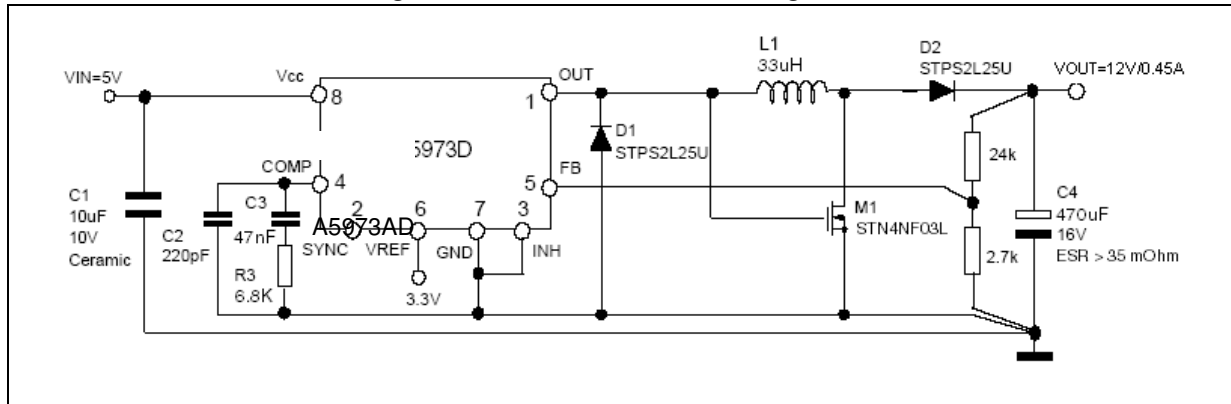 L1
33uH
D2
STPS2L25U
VIN=5V
Vcc
OUT
VOUT=12V/0.45A
8
1
D1
STPS2L25U
5973D
FB
24k
COMP
4
5
C1
10uF
10V
Ceramic
C2
220pF
C3
47nF
R3
6.8K
2
6
7
3
A5973AD
SYNC
VREF
GND
INH
3.3V
M1
STN4NF03L
C4
470uF
16V
ESR > 35 mOhm
2.7k